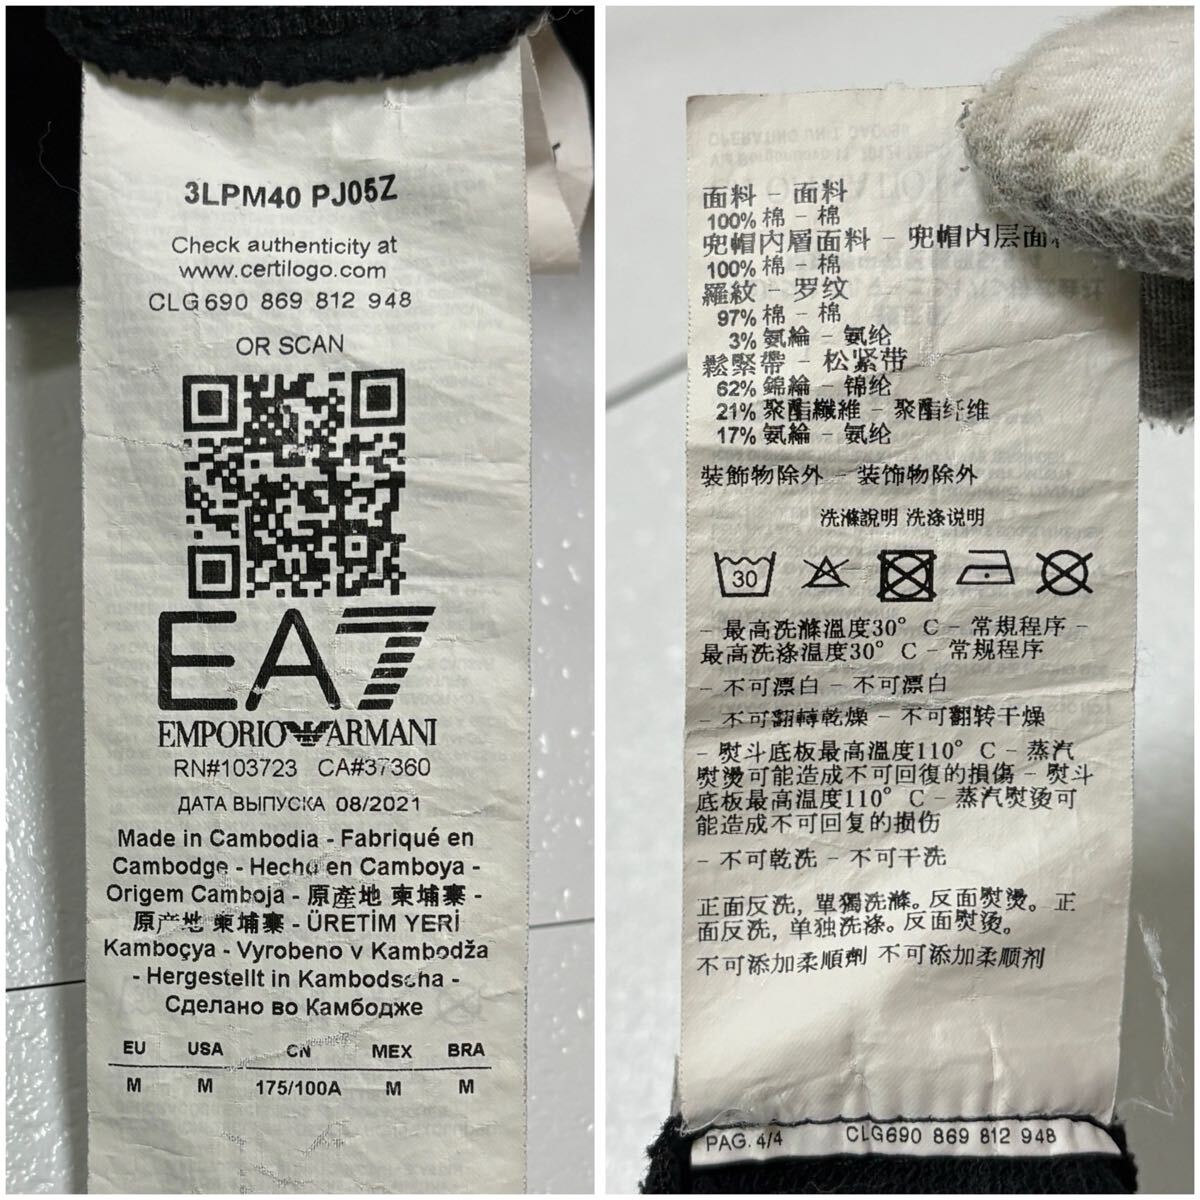 3LPM40 PJ05Z
Check authenticity at
www.certilogo.com
CLG690 869 812 948
OR SCAN
EA7
EMPORIO ARMANI
RN#103723 CA#37360
ДАТА ВЫПУСКА 08/2021
Made in Cambodia - Fabriqué en
Cambodge - Hecho en Camboya -
Origem Camboja - 原產地 柬埔寨 -
原产地 柬埔寨 - ÜRETİM YERİ
Kamboçya - Vyrobeno v Kambodža
- Hergestellt in Kambodscha -
Сделано во Камбоджe
EU USA CN MEX BRA
M M 175/100A M M
面料 - 面料
100% 棉 - 棉
兜帽内層面料 - 兜帽内层面
100% 棉 - 棉
羅紋 - 罗纹
97% 棉 - 棉
3% 氨綸 - 氨纶
鬆緊帶 - 松紧带
62% 錦綸 - 锦纶
21% 聚酯纖維 - 聚酯纤维
17% 氨綸 - 氨纶
裝飾物除外 - 装饰物除外
洗滌說明 洗涤说明
30
- 最高洗滌溫度30° C - 常規程序 -
最高洗涤温度30° C - 常规程序
- 不可漂白 - 不可漂白
- 不可翻轉乾燥 - 不可翻转干燥
- 熨斗底板最高溫度110° C - 蒸汽
熨燙可能造成不可回復的損傷 - 熨斗
底板最高温度110° C - 蒸汽熨烫可
能造成不可回复的损伤
- 不可乾洗 - 不可干洗
正面反洗, 單獨洗滌。反面熨燙。 正
面反洗, 单独洗涤。反面熨烫。
不可添加柔順劑 不可添加柔顺剂
PAG. 4/4 CLG690 869 812 948